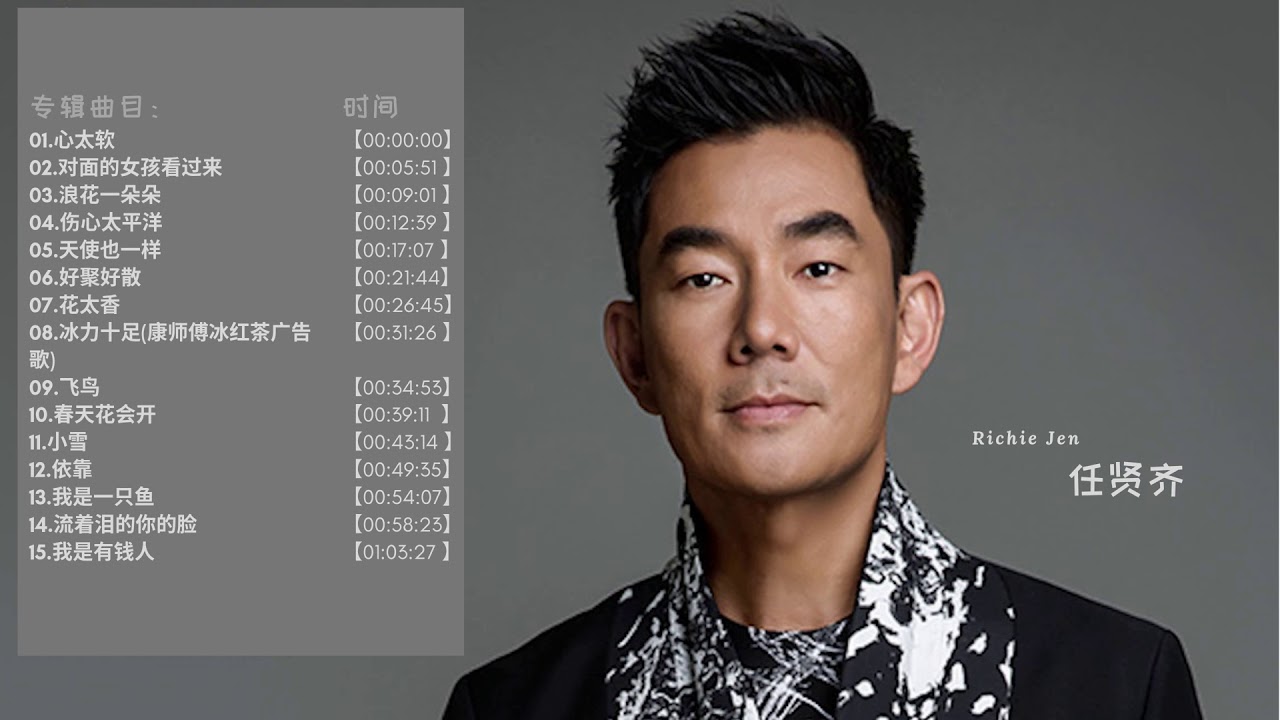 专辑曲目: 时间
01.心太软 【00:00:00】
02.对面的女孩看过来 【00:05:51 】
03.浪花一朵朵 【00:09:01 】
04.伤心太平洋 【00:12:39 】
05.天使也一样 【00:17:07 】
06.好聚好散 【00:21:44】
07.花太香 【00:26:45】
08.冰力十足(康师傅冰红茶广告 【00:31:26 】
歌)
09.飞鸟 【00:34:53】
10.春天花会开 【00:39:11 】
11.小雪 【00:43:14 】
12.依靠 【00:49:35】
13.我是一只鱼 【00:54:07】
14.流着泪的你的脸 【00:58:23】
15.我是有钱人 【01:03:27 】
Richie Jen
任贤齐